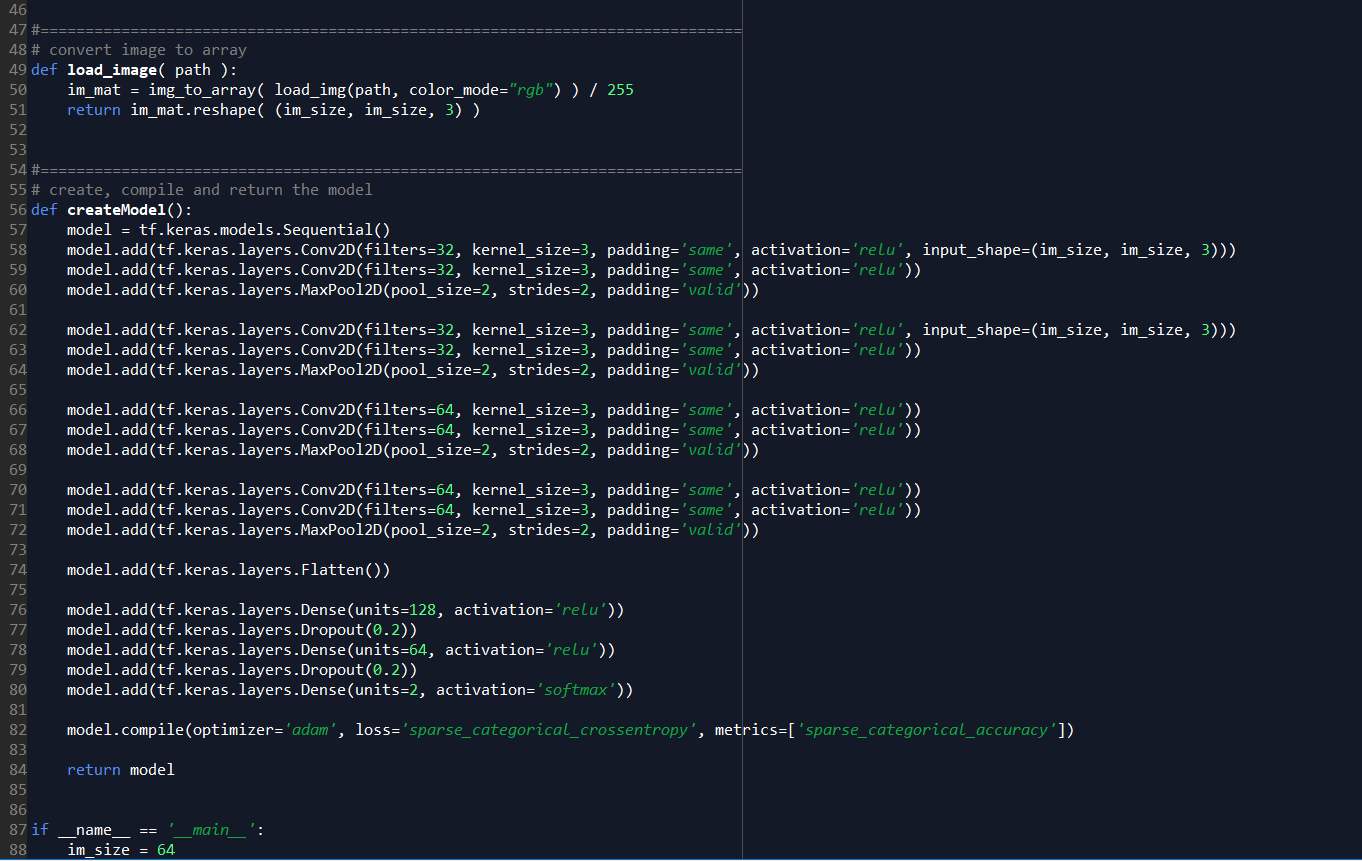 46
47 #==============================================================================
48 # convert image to array
49 def load_image( path ):
50     im_mat = img_to_array( load_img(path, color_mode="rgb") ) / 255
51     return im_mat.reshape( (im_size, im_size, 3) )
52
53
54 #==============================================================================
55 # create, compile and return the model
56 def createModel():
57     model = tf.keras.models.Sequential()
58     model.add(tf.keras.layers.Conv2D(filters=32, kernel_size=3, padding='same', activation='relu', input_shape=(im_size, im_size, 3)))
59     model.add(tf.keras.layers.Conv2D(filters=32, kernel_size=3, padding='same', activation='relu'))
60     model.add(tf.keras.layers.MaxPool2D(pool_size=2, strides=2, padding='valid'))
61
62     model.add(tf.keras.layers.Conv2D(filters=32, kernel_size=3, padding='same', activation='relu', input_shape=(im_size, im_size, 3)))
63     model.add(tf.keras.layers.Conv2D(filters=32, kernel_size=3, padding='same', activation='relu'))
64     model.add(tf.keras.layers.MaxPool2D(pool_size=2, strides=2, padding='valid'))
65
66     model.add(tf.keras.layers.Conv2D(filters=64, kernel_size=3, padding='same', activation='relu'))
67     model.add(tf.keras.layers.Conv2D(filters=64, kernel_size=3, padding='same', activation='relu'))
68     model.add(tf.keras.layers.MaxPool2D(pool_size=2, strides=2, padding='valid'))
69
70     model.add(tf.keras.layers.Conv2D(filters=64, kernel_size=3, padding='same', activation='relu'))
71     model.add(tf.keras.layers.Conv2D(filters=64, kernel_size=3, padding='same', activation='relu'))
72     model.add(tf.keras.layers.MaxPool2D(pool_size=2, strides=2, padding='valid'))
73
74     model.add(tf.keras.layers.Flatten())
75
76     model.add(tf.keras.layers.Dense(units=128, activation='relu'))
77     model.add(tf.keras.layers.Dropout(0.2))
78     model.add(tf.keras.layers.Dense(units=64, activation='relu'))
79     model.add(tf.keras.layers.Dropout(0.2))
80     model.add(tf.keras.layers.Dense(units=2, activation='softmax'))
81
82     model.compile(optimizer='adam', loss='sparse_categorical_crossentropy', metrics=['sparse_categorical_accuracy'])
83
84     return model
85
86
87 if __name__ == '__main__':
88     im_size = 64